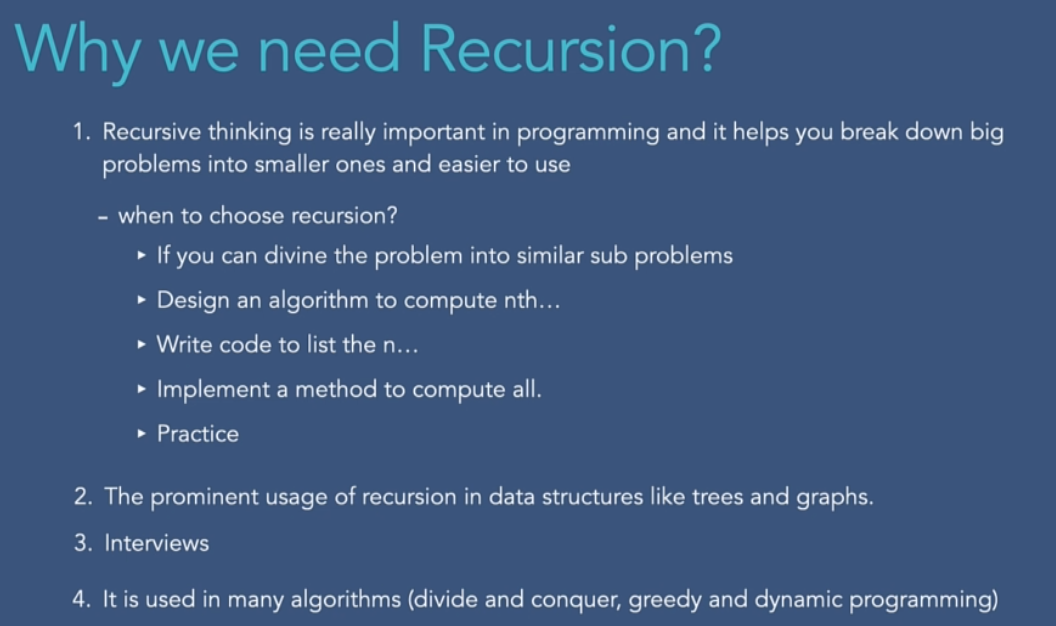 Why we need Recursion?
1. Recursive thinking is really important in programming and it helps you break down big
problems into smaller ones and easier to use
- when to choose recursion?
▸ If you can divine the problem into similar sub problems
▸ Design an algorithm to compute nth...
▸ Write code to list the n...
▸ Implement a method to compute all.
▸ Practice
2. The prominent usage of recursion in data structures like trees and graphs.
3. Interviews
4. It is used in many algorithms (divide and conquer, greedy and dynamic programming)